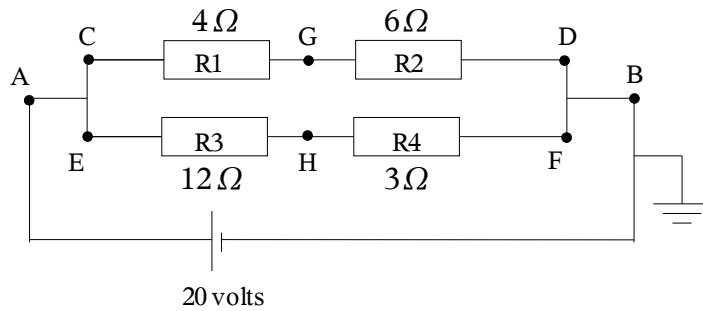 4Ω 6Ω
C G D
A R1 R2 B
R3 R4
E H F
12Ω 3Ω
20 volts